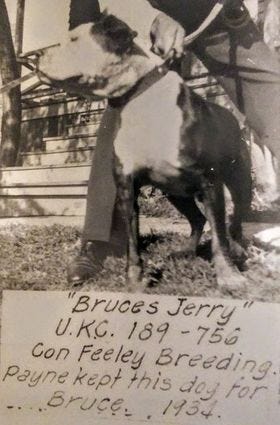 "Bruces Jerry"
U.K.C. 189-756
Con Feeley Breeding.
Payne kept this dog for
....Bruce...1934.